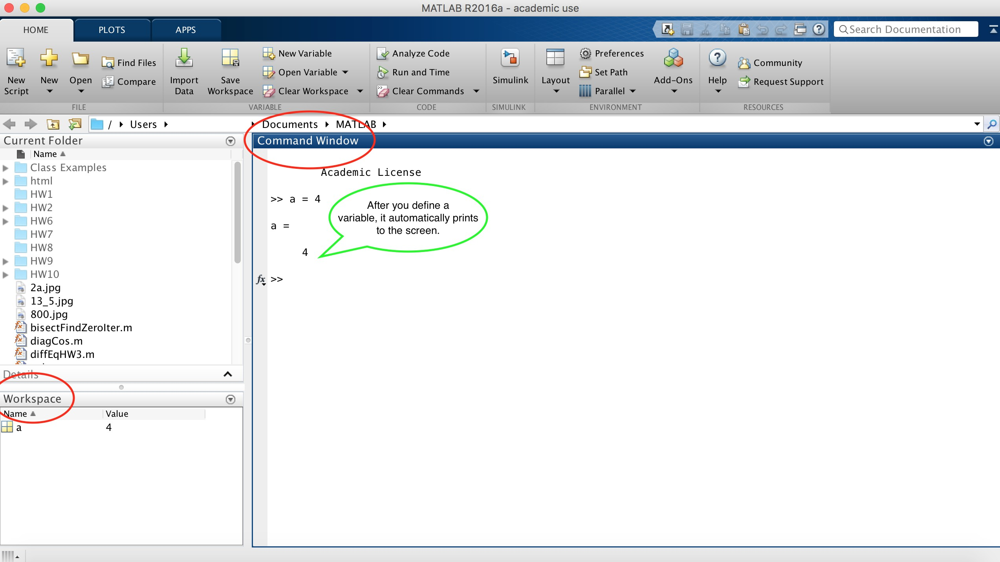 MATLAB R2016a - academic use
HOME PLOTS APPS
Search Documentation
New Script
New
Open
Find Files
Compare
FILE
Import Data
Save Workspace
New Variable
Open Variable
Clear Workspace
VARIABLE
Analyze Code
Run and Time
Clear Commands
CODE
Simulink
SIMULINK
Layout
Preferences
Set Path
Parallel
Add-Ons
ENVIRONMENT
Help
Community
Request Support
RESOURCES
/ Users Documents MATLAB
Current Folder
Name
Class Examples
html
HW1
HW2
HW6
HW7
HW8
HW9
HW10
2a.jpg
13_5.jpg
800.jpg
bisectFindZeroIter.m
diagCos.m
diffEqHW3.m
Details
Workspace
Name Value
a 4
Command Window
Academic License
>> a = 4
a =
4
fx >>
After you define a
variable, it automatically prints
to the screen.